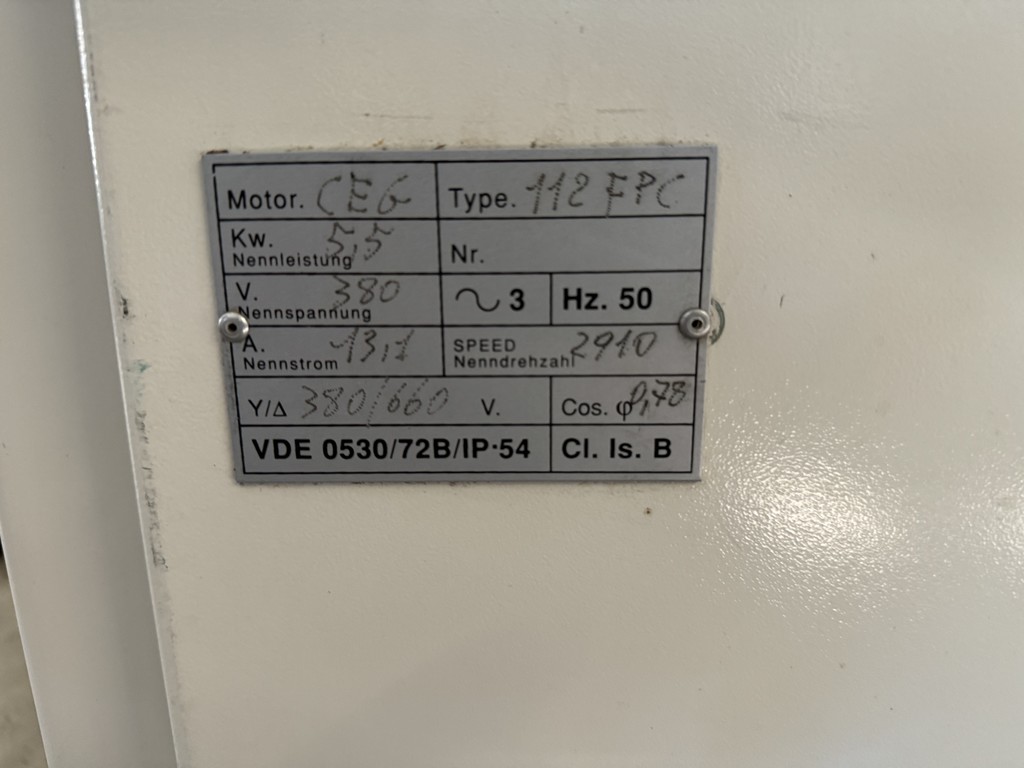 Motor. CEG Type. 112 FPC
Kw. 5,5
Nennleistung Nr.
V. 380 ~ 3 Hz. 50
Nennspannung
A. 13,1 SPEED 2910
Nennstrom Nenndrehzahl
Y/Δ 380/660 V. Cos. φ 0,78
VDE 0530/72B/IP·54 Cl. Is. B